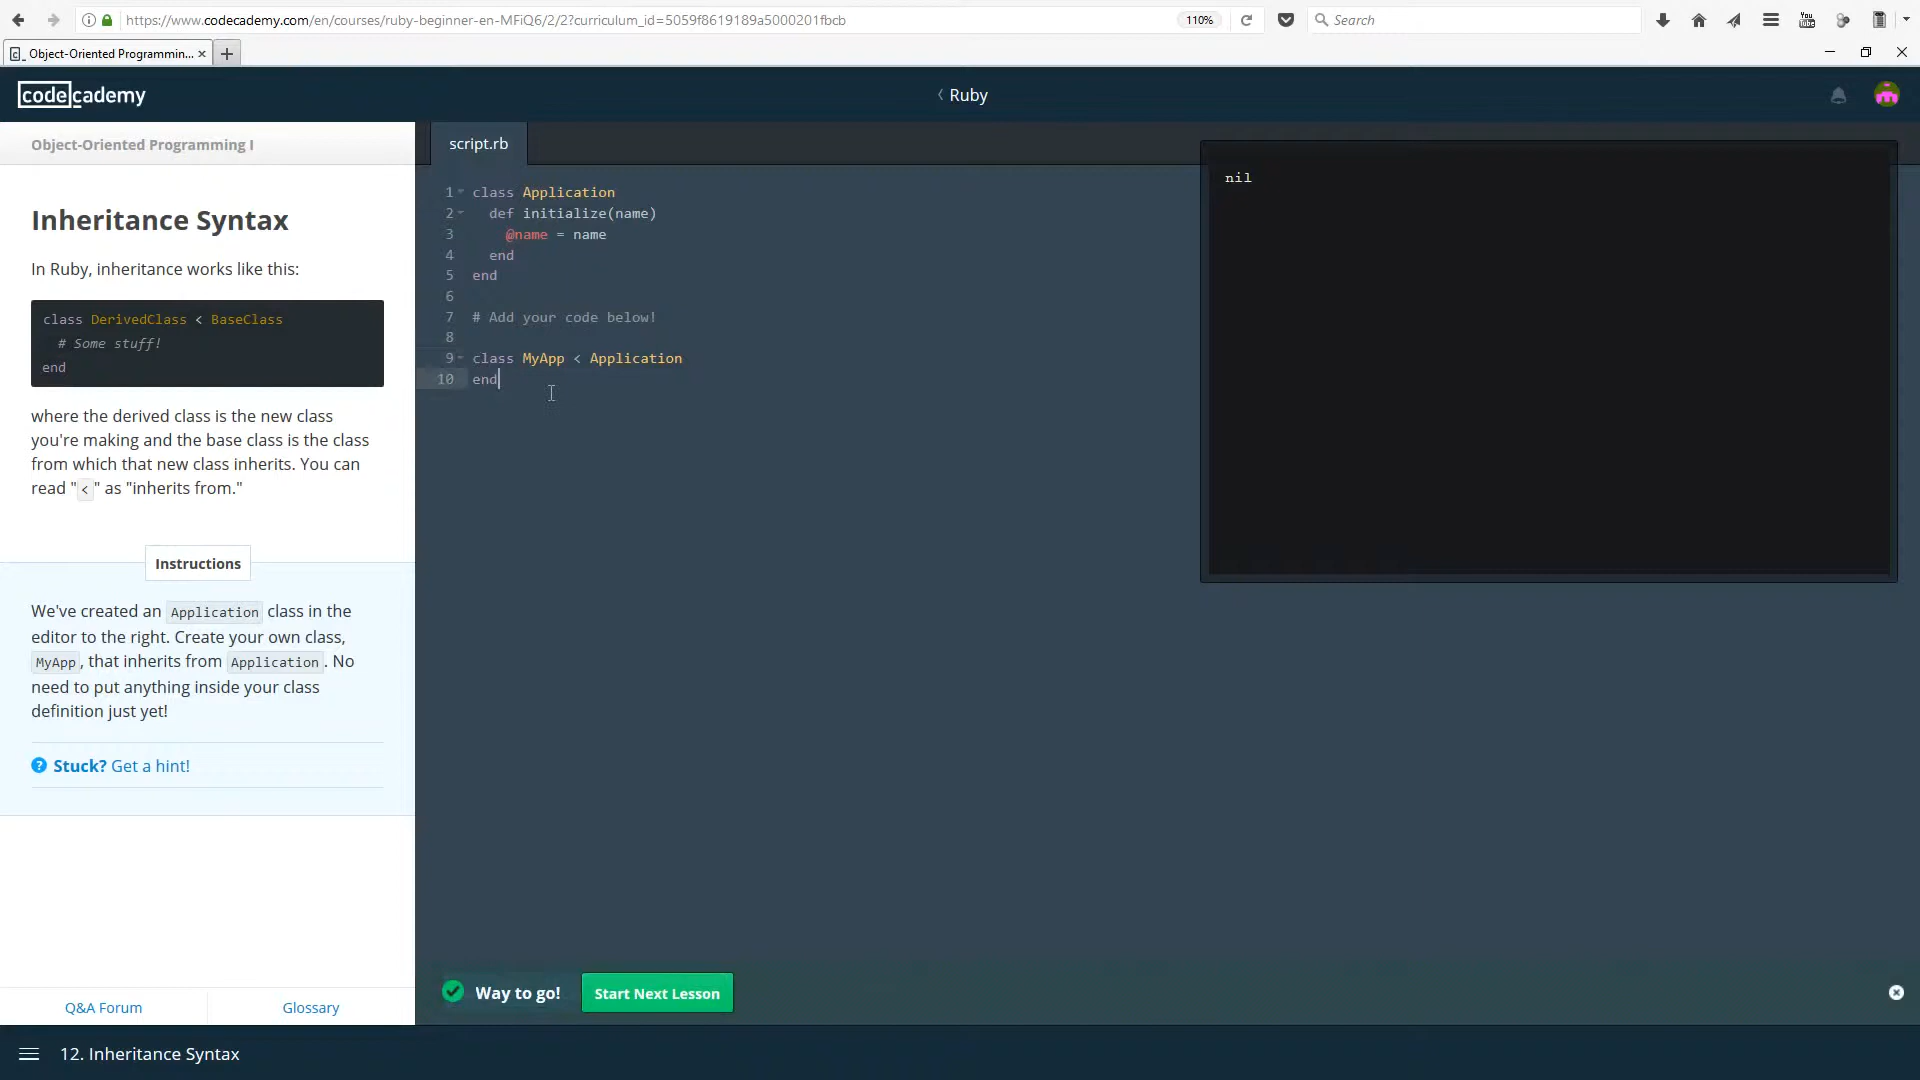 https://www.codecademy.com/en/courses/ruby-beginner-en-MFiQ6/2/2?curriculum_id=5059f8619189a5000201fbcb
110%
Search
You
Tube
Object-Oriented Programmin...
codecademy
Ruby
Object-Oriented Programming I
Inheritance Syntax
In Ruby, inheritance works like this:
class DerivedClass < BaseClass
# Some stuff!
end
where the derived class is the new class
you're making and the base class is the class
from which that new class inherits. You can
read "<" as "inherits from."
Instructions
We've created an Application class in the
editor to the right. Create your own class,
MyApp, that inherits from Application. No
need to put anything inside your class
definition just yet!
? Stuck? Get a hint!
Q&A Forum
Glossary
script.rb
1 class Application
2 def initialize(name)
3 @name = name
4 end
5 end
6
7 # Add your code below!
8
9 class MyApp < Application
10 end
nil
Way to go!
Start Next Lesson
12. Inheritance Syntax